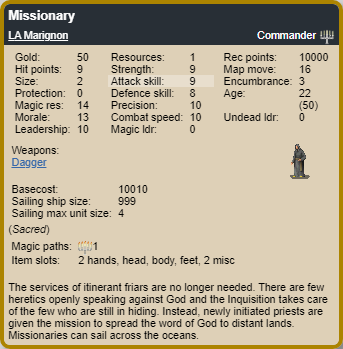 Missionary
LA Marignon Commander
Gold: 50 Resources: 1 Rec points: 10000
Hit points: 9 Strength: 9 Map move: 16
Size: 2 Attack skill: 9 Encumbrance: 3
Protection: 0 Defence skill: 8 Age: 22
Magic res: 14 Precision: 10 (50)
Morale: 13 Combat speed: 10 Undead ldr: 0
Leadership: 10 Magic ldr: 0
Weapons:
Dagger
Basecost: 10010
Sailing ship size: 999
Sailing max unit size: 4
(Sacred)
Magic paths: 1
Item slots: 2 hands, head, body, feet, 2 misc
The services of itinerant friars are no longer needed. There are few
heretics openly speaking against God and the Inquisition takes care
of the few who are still in hiding. Instead, newly initiated priests are
given the mission to spread the word of God to distant lands.
Missionaries can sail across the oceans.